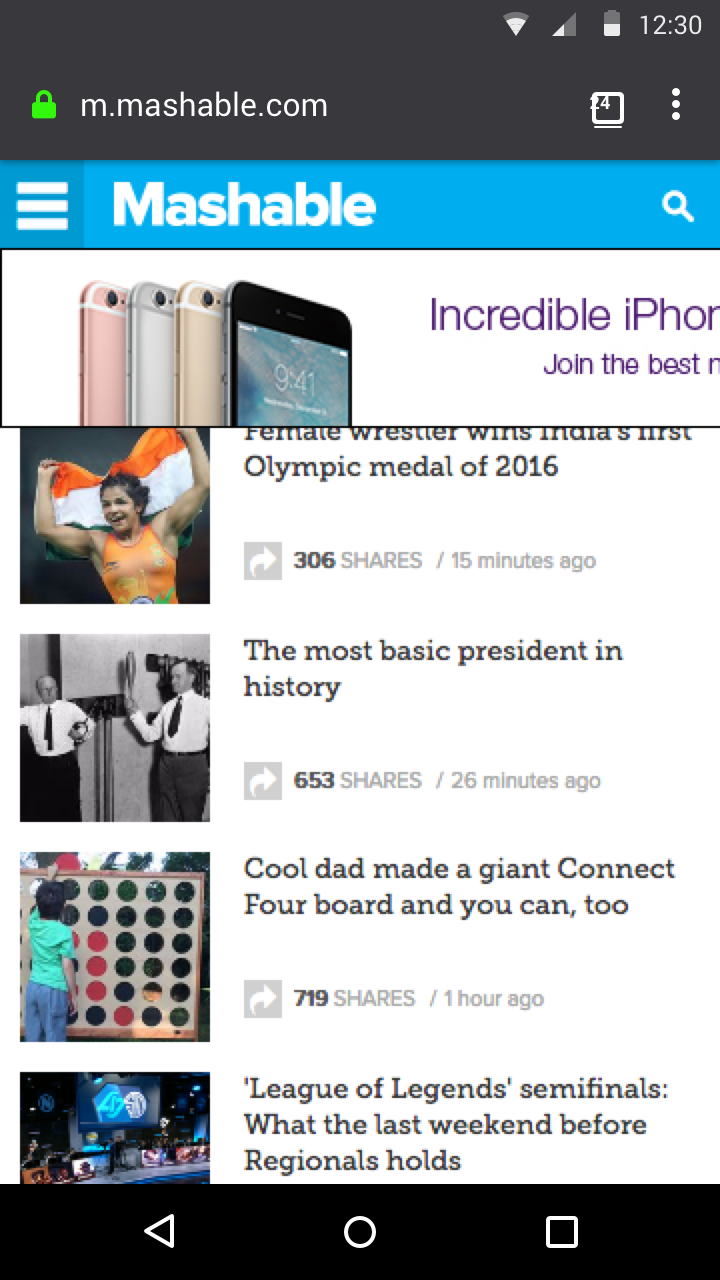 12:30
m.mashable.com
24
Mashable
9:41
Incredible iPhon
Join the best n
Female wrestler wins India's first
Olympic medal of 2016
306 SHARES / 15 minutes ago
The most basic president in
history
653 SHARES / 26 minutes ago
Cool dad made a giant Connect
Four board and you can, too
719 SHARES / 1 hour ago
'League of Legends' semifinals:
What the last weekend before
Regionals holds